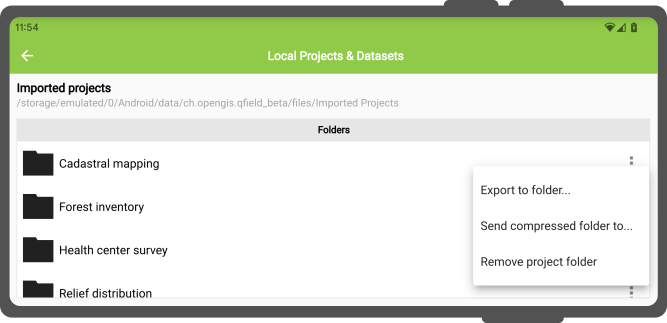 11:54
Local Projects & Datasets
Imported projects
/storage/emulated/0/Android/data/ch.opengis.qfield_beta/files/Imported Projects
Folders
Cadastral mapping
Export to folder...
Forest inventory
Send compressed folder to...
Health center survey
Remove project folder
Relief distribution